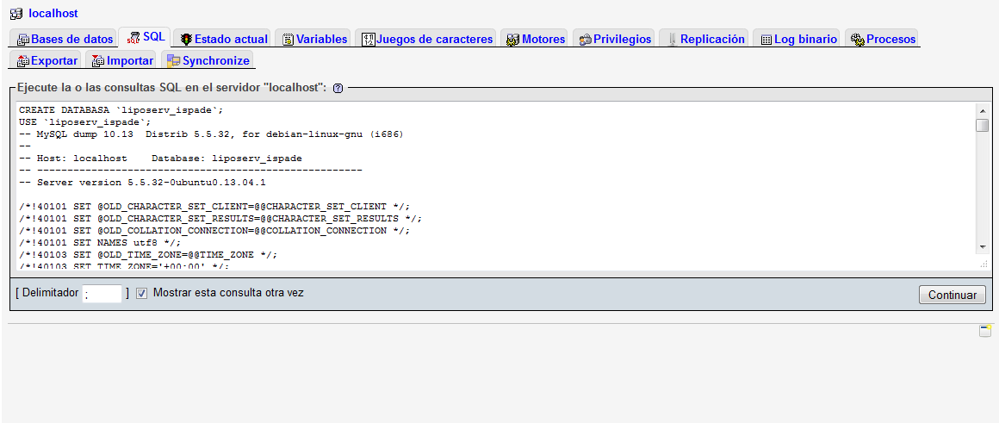 localhost
Bases de datos SQL Estado actual Variables Juegos de caracteres Motores Privilegios Replicación Log binario Procesos
Exportar Importar Synchronize
Ejecute la o las consultas SQL en el servidor "localhost":
CREATE DATABASA `liposerv_ispade`;
USE `liposerv_ispade`;
-- MySQL dump 10.13  Distrib 5.5.32, for debian-linux-gnu (i686)
--
-- Host: localhost    Database: liposerv_ispade
-- ------------------------------------------------------
-- Server version 5.5.32-0ubuntu0.13.04.1
/*!40101 SET @OLD_CHARACTER_SET_CLIENT=@@CHARACTER_SET_CLIENT */;
/*!40101 SET @OLD_CHARACTER_SET_RESULTS=@@CHARACTER_SET_RESULTS */;
/*!40101 SET @OLD_COLLATION_CONNECTION=@@COLLATION_CONNECTION */;
/*!40101 SET NAMES utf8 */;
/*!40103 SET @OLD_TIME_ZONE=@@TIME_ZONE */;
/*!40103 SET TIME_ZONE='+00:00' */;
[ Delimitador ; ] Mostrar esta consulta otra vez Continuar